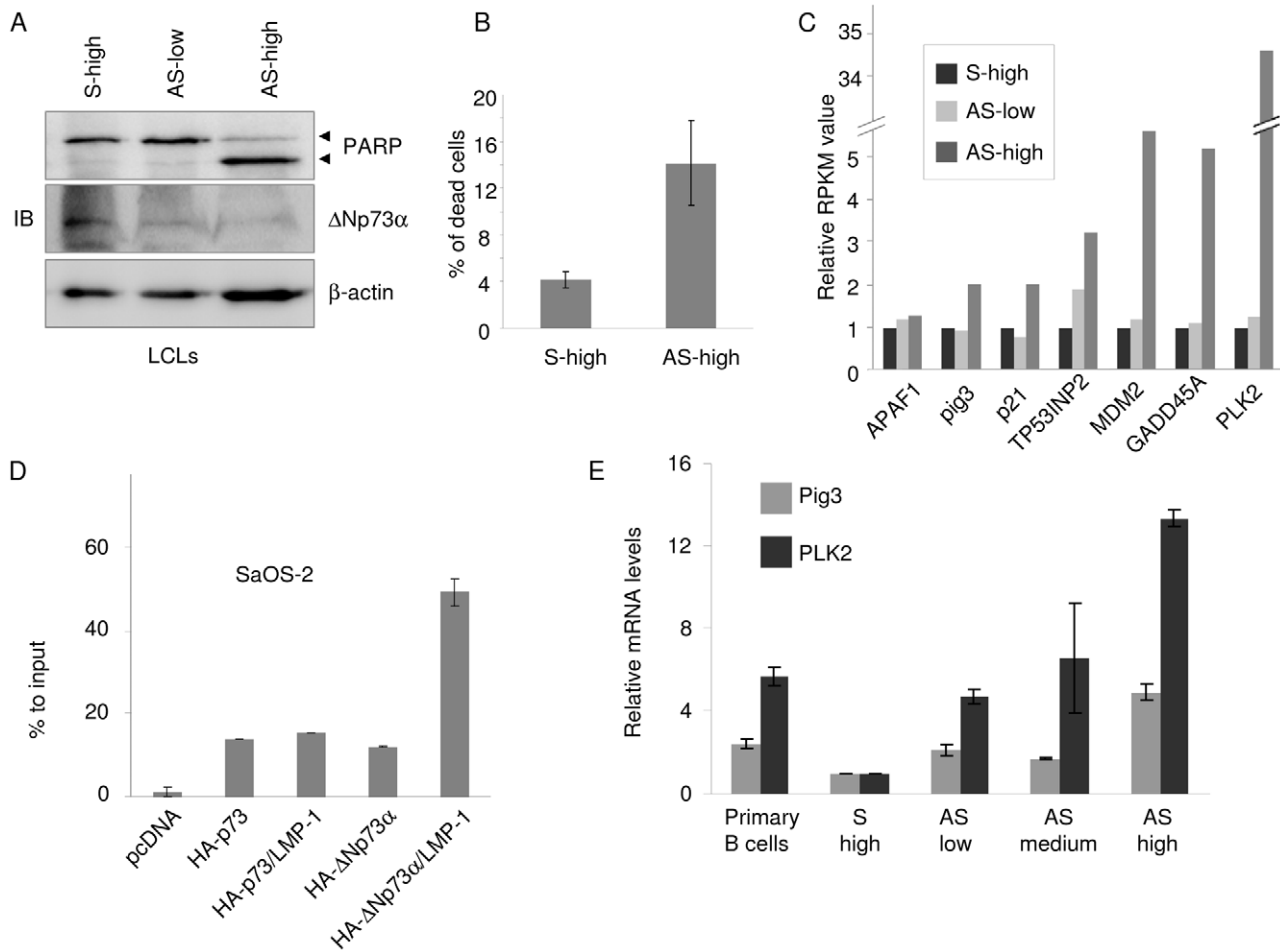 A
S-high
AS-low
AS-high
PARP
IB
ΔNp73α
β-actin
LCLs
B
% of dead cells
20
16
12
8
4
0
S-high
AS-high
C
Relative RPKM value
35
34
5
4
3
2
1
0
S-high
AS-low
AS-high
APAF1
pig3
p21
TP53INP2
MDM2
GADD45A
PLK2
D
% to input
60
40
20
0
SaOS-2
pcDNA
HA-p73
HA-p73/LMP-1
HA-ΔNp73α
HA-ΔNp73α/LMP-1
E
Relative mRNA levels
16
12
8
4
0
Pig3
PLK2
Primary
B cells
S
high
AS
low
AS
medium
AS
high